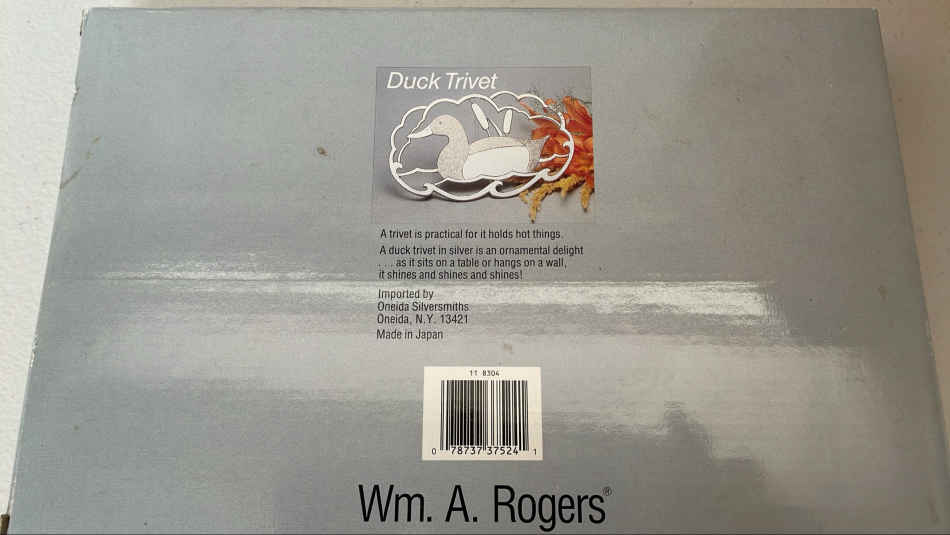 Duck Trivet
A trivet is practical for it holds hot things.
A duck trivet in silver is an ornamental delight
. . . . as it sits on a table or hangs on a wall,
it shines and shines and shines!
Imported by
Oneida Silversmiths
Oneida, N.Y. 13421
Made in Japan
11 8304
0 78737 37524 1
Wm. A. Rogers®